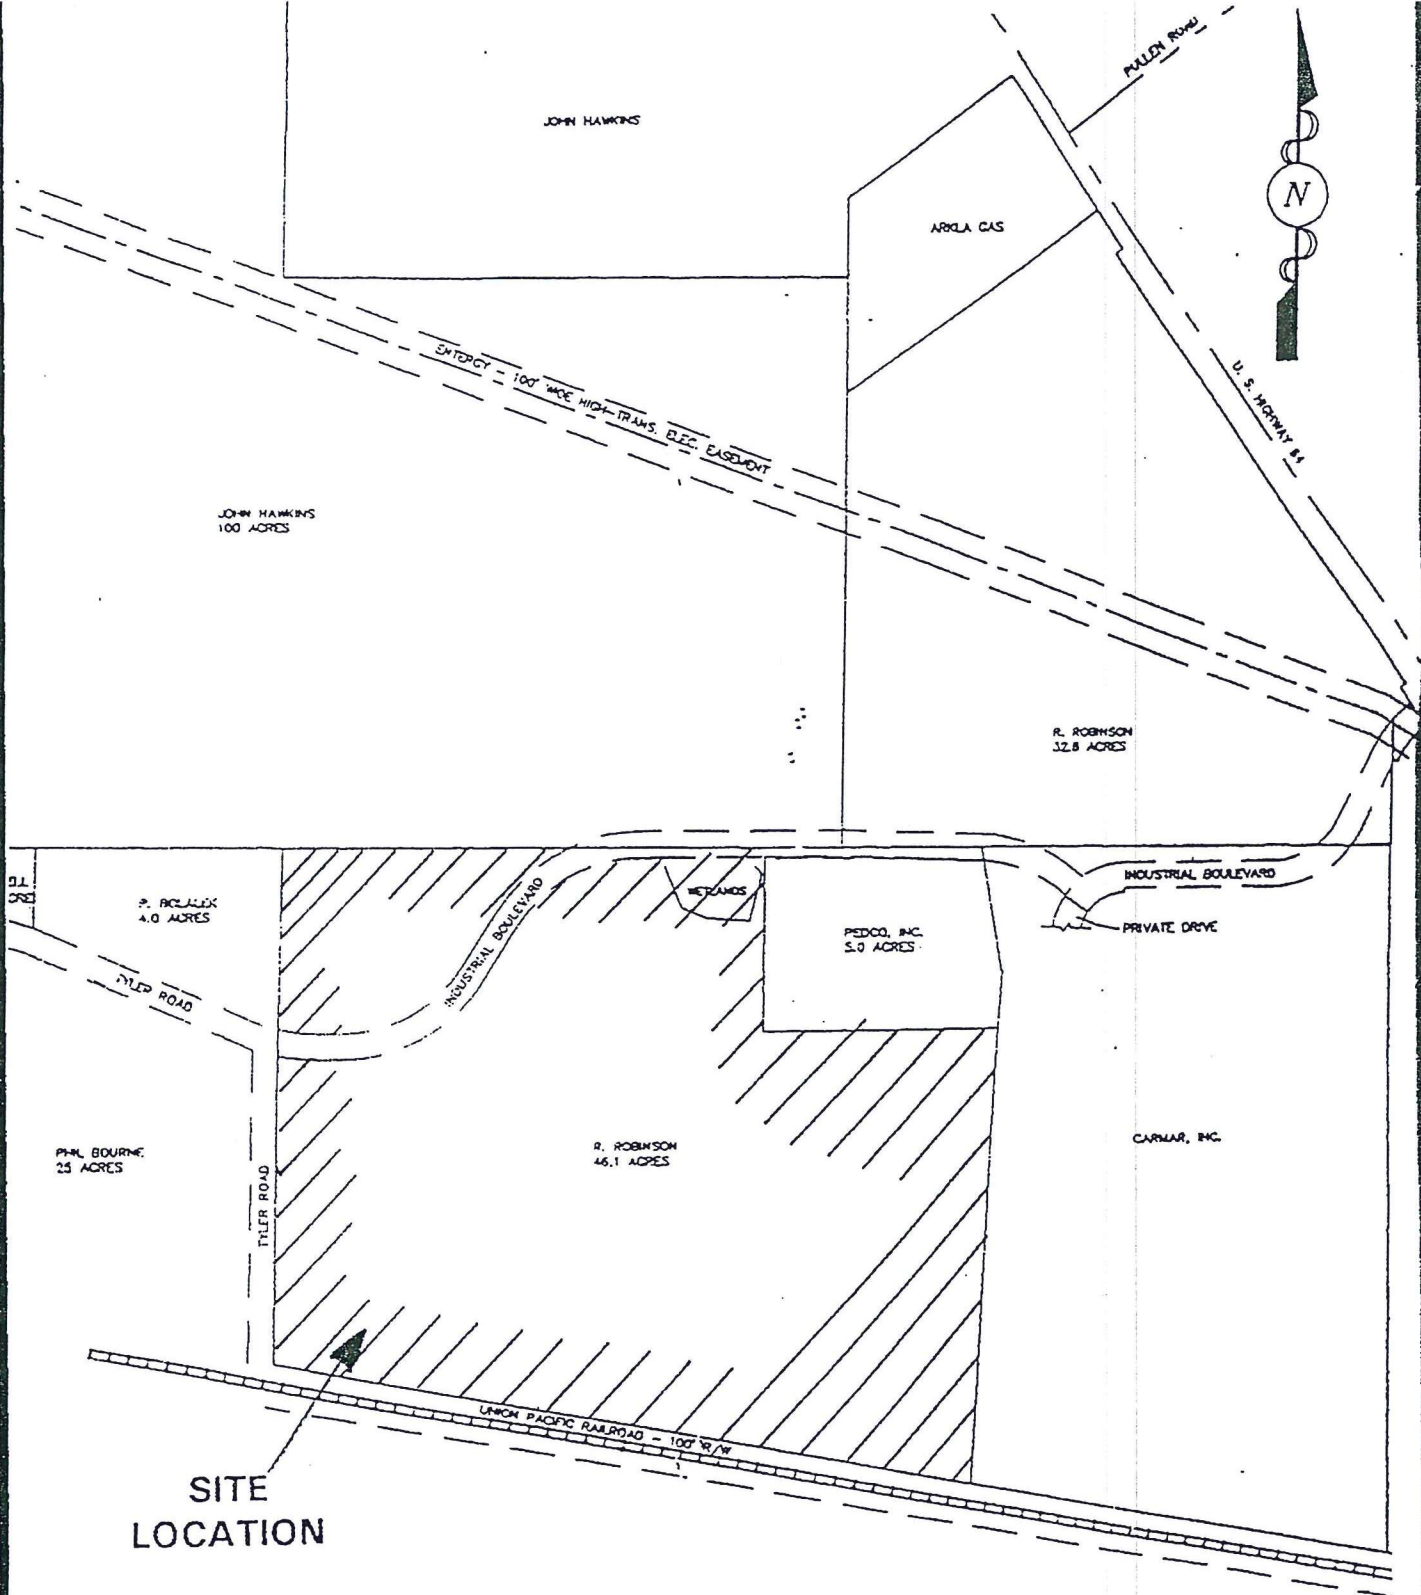 PULLEN ROAD
JOHN HAWKINS
N
ARKLA GAS
U. S. HIGHWAY 84
ENTERGY - 100' WIDE HIGH-TRANS. ELEC. EASEMENT
JOHN HAWKINS
100 ACRES
R. ROBINSON
32.8 ACRES
INDUSTRIAL BOULEVARD
WETLANDS
INDUSTRIAL BOULEVARD
4.0 ACRES
PEDCO, INC.
5.0 ACRES
PRIVATE DRIVE
TYLER ROAD
R. ROBINSON
46.1 ACRES
CARMAR, INC.
PHIL BOURNE
25 ACRES
TYLER ROAD
UNION PACIFIC RAILROAD - 100' R/W
SITE
LOCATION